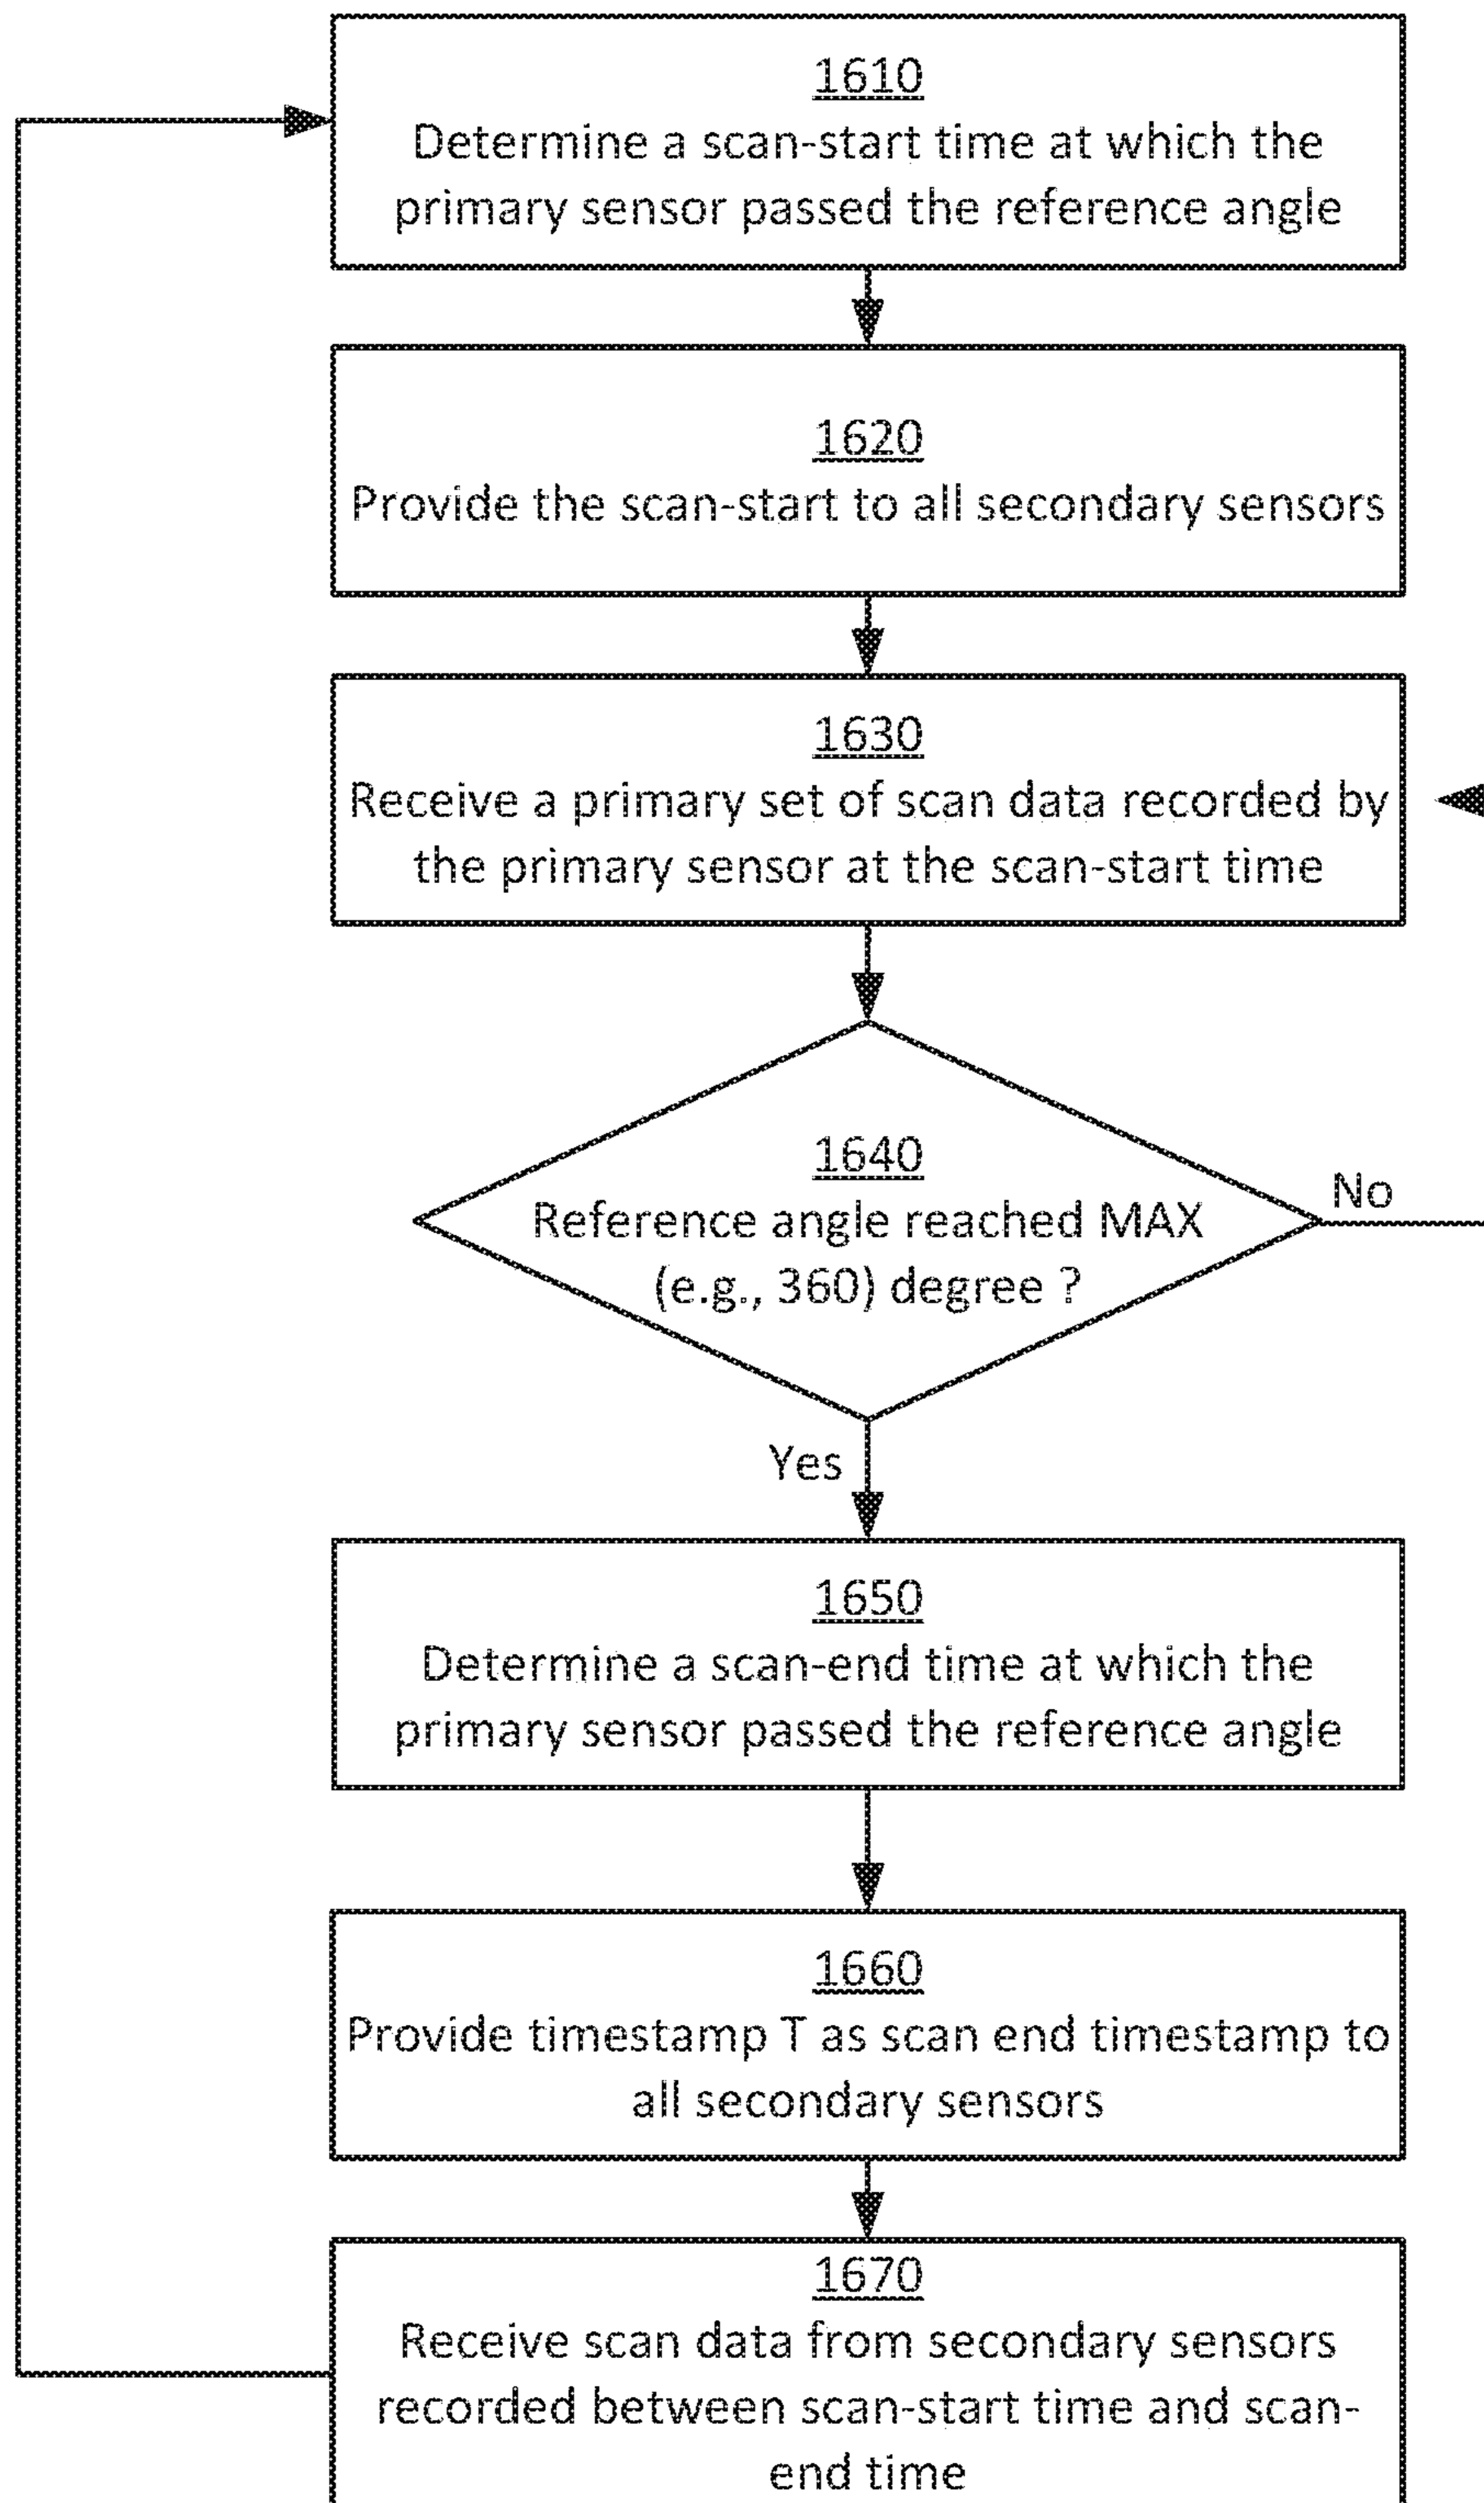 1610
Determine a scan-start time at which the
primary sensor passed the reference angle
1620
Provide the scan-start to all secondary sensors
1630
Receive a primary set of scan data recorded by
the primary sensor at the scan-start time
1640
Reference angle reached MAX
(e.g., 360) degree ?
No
Yes
1650
Determine a scan-end time at which the
primary sensor passed the reference angle
1660
Provide timestamp T as scan end timestamp to
all secondary sensors
1670
Receive scan data from secondary sensors
recorded between scan-start time and scan-
end time